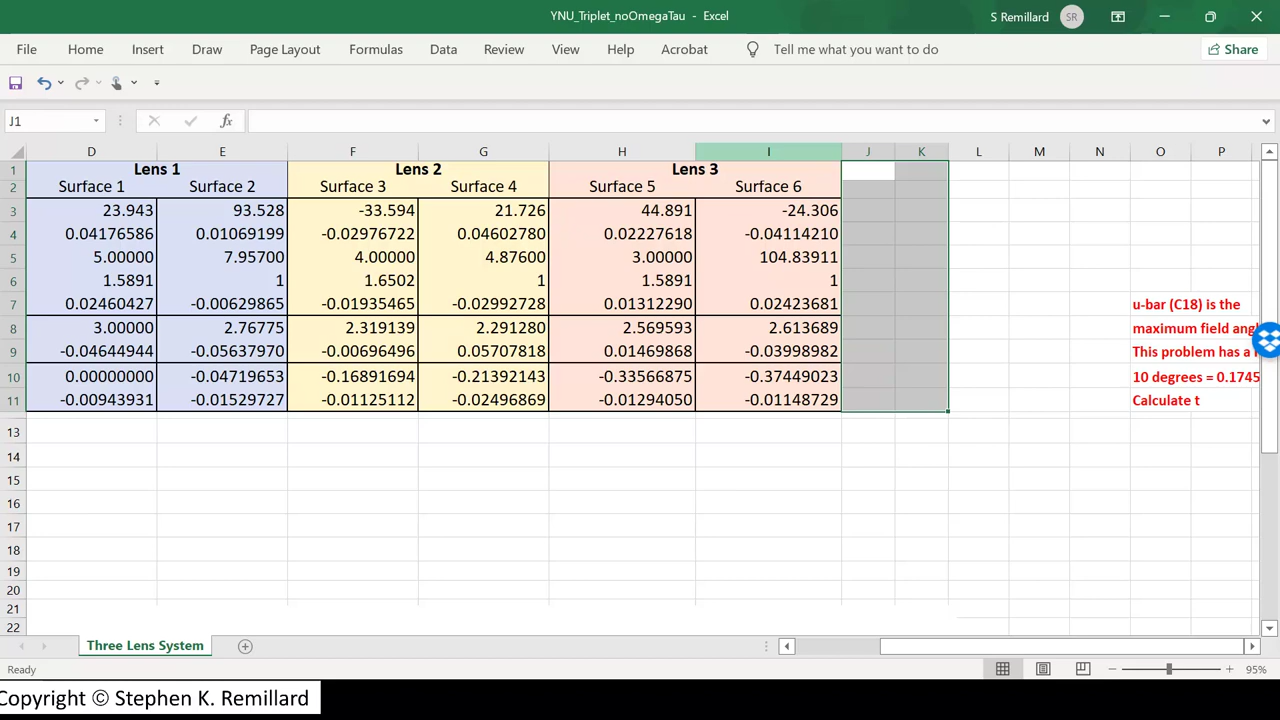 YNU_Triplet_noOmegaTau - Excel
S Remillard SR
File Home Insert Draw Page Layout Formulas Data Review View Help Acrobat Tell me what you want to do Share
J1 fx
D E F G H I J K L M N O P
1 Lens 1 Lens 2 Lens 3
2 Surface 1 Surface 2 Surface 3 Surface 4 Surface 5 Surface 6
3 23.943 93.528 -33.594 21.726 44.891 -24.306
4 0.04176586 0.01069199 -0.02976722 0.04602780 0.02227618 -0.04114210
5 5.00000 7.95700 4.00000 4.87600 3.00000 104.83911
6 1.5891 1 1.6502 1 1.5891 1
7 0.02460427 -0.00629865 -0.01935465 -0.02992728 0.01312290 0.02423681 u-bar (C18) is the
8 3.00000 2.76775 2.319139 2.291280 2.569593 2.613689 maximum field angl
9 -0.04644944 -0.05637970 -0.00696496 0.05707818 0.01469868 -0.03998982 This problem has a
10 0.00000000 -0.04719653 -0.16891694 -0.21392143 -0.33566875 -0.37449023 10 degrees = 0.1745
11 -0.00943931 -0.01529727 -0.01125112 -0.02496869 -0.01294050 -0.01148729 Calculate t
13
14
15
16
17
18
19
20
21
22
Three Lens System
Ready 95%
Copyright © Stephen K. Remillard